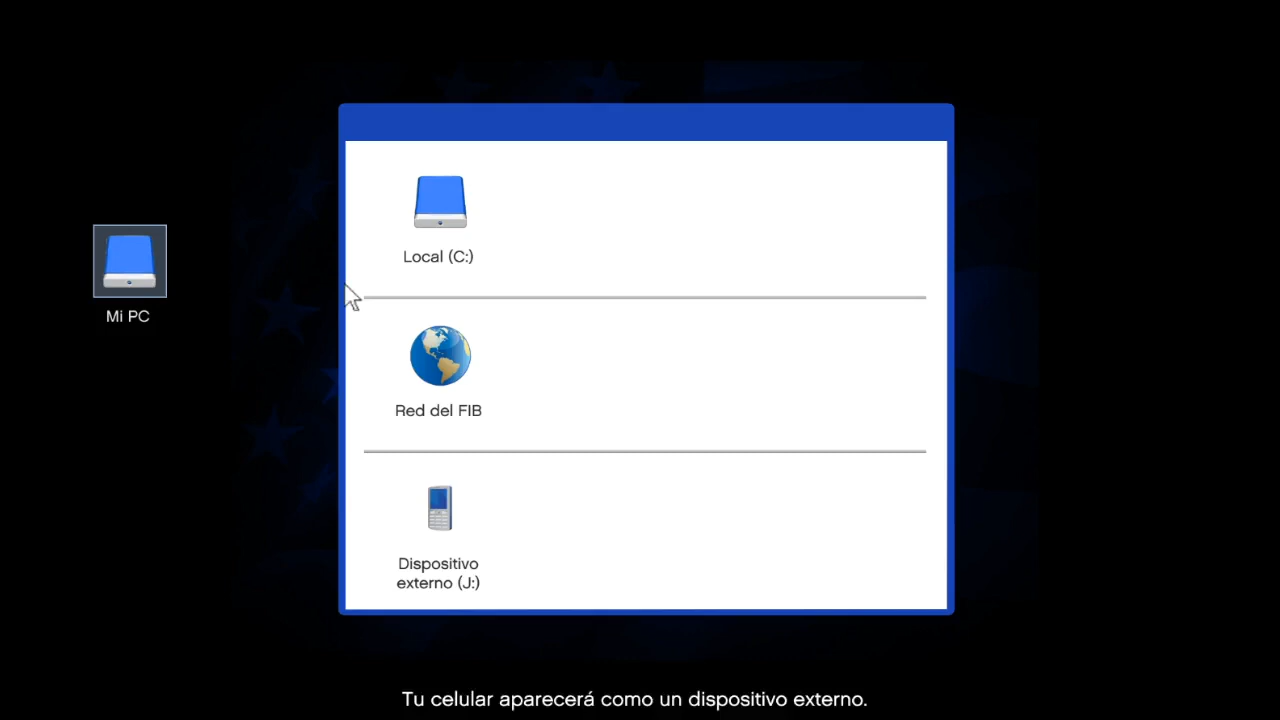 Local (C:)
Mi PC
Red del FIB
Dispositivo
externo (J:)
Tu celular aparecerá como un dispositivo externo.